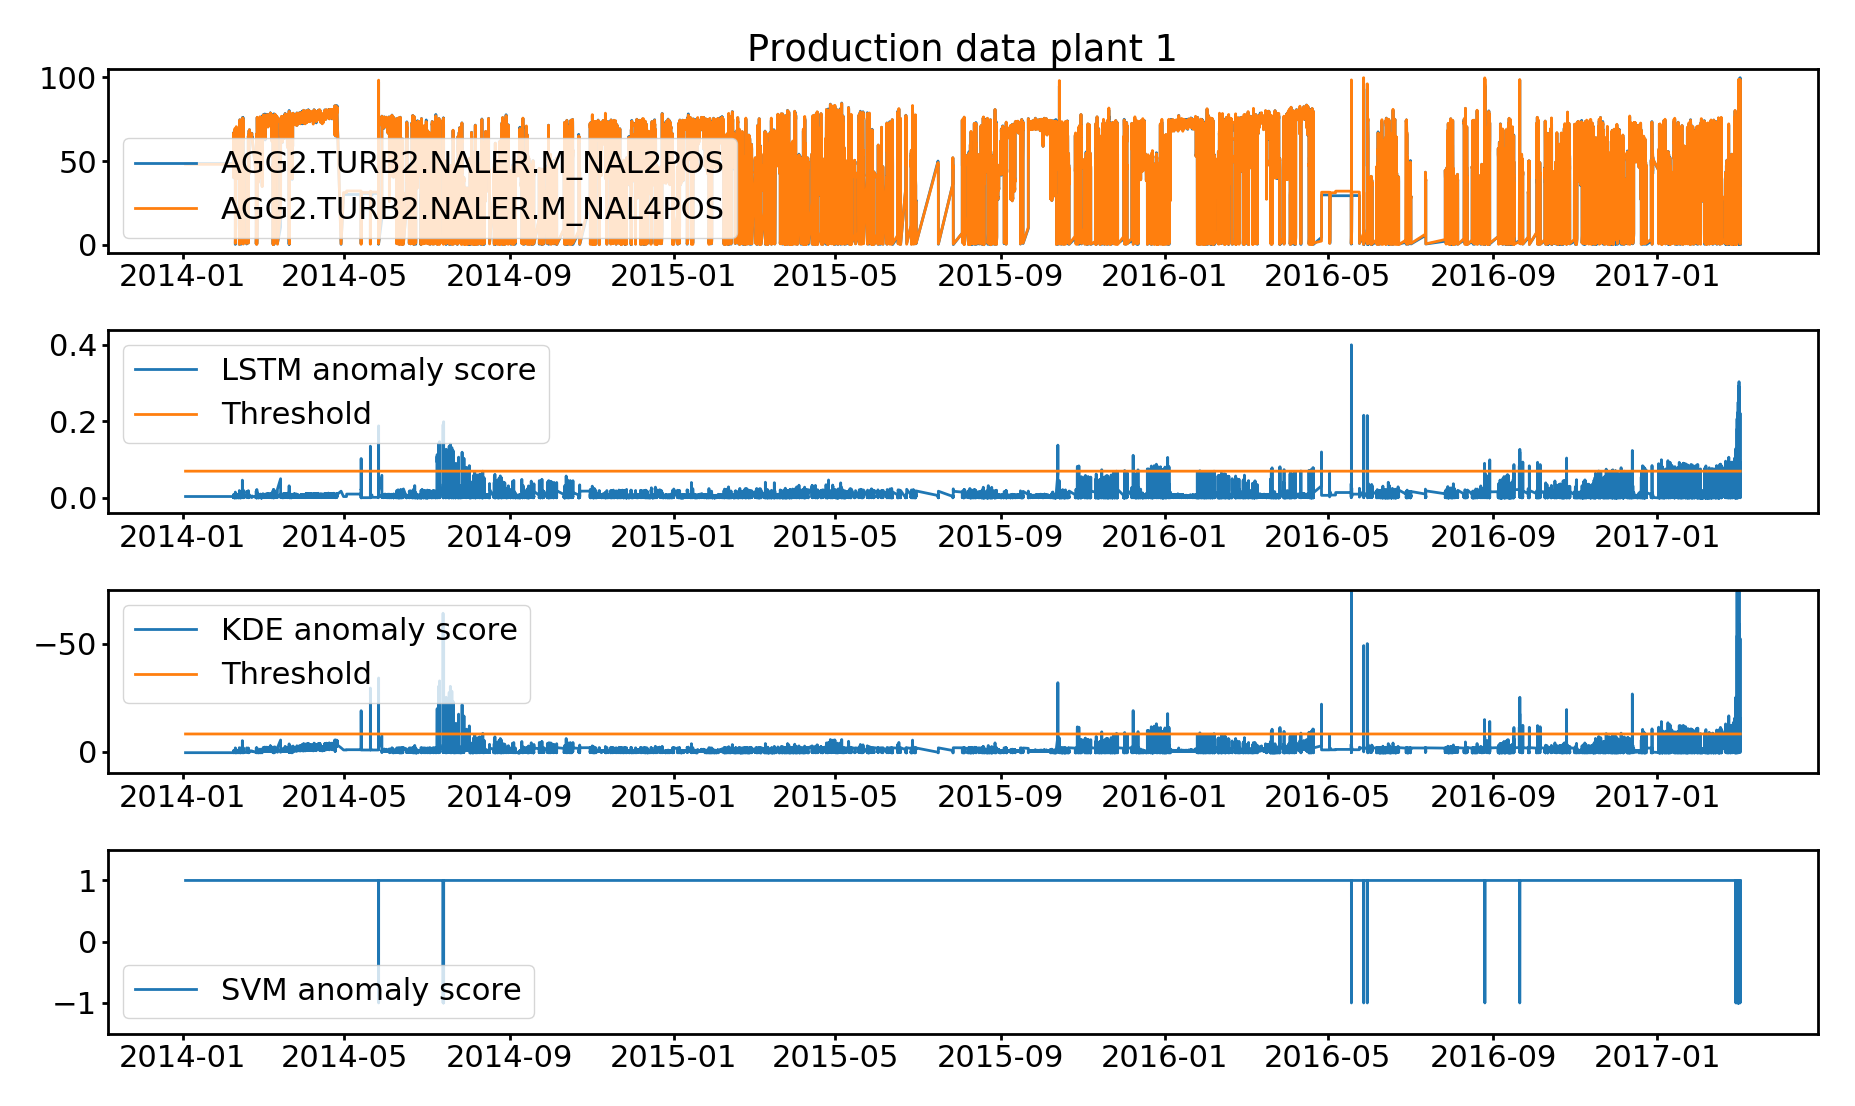 Production data plant 1
100
50
0
AGG2.TURB2.NALER.M_NAL2POS
AGG2.TURB2.NALER.M_NAL4POS
2014-01 2014-05 2014-09 2015-01 2015-05 2015-09 2016-01 2016-05 2016-09 2017-01
0.4
0.2
0.0
LSTM anomaly score
Threshold
2014-01 2014-05 2014-09 2015-01 2015-05 2015-09 2016-01 2016-05 2016-09 2017-01
−50
0
KDE anomaly score
Threshold
2014-01 2014-05 2014-09 2015-01 2015-05 2015-09 2016-01 2016-05 2016-09 2017-01
1
0
−1
SVM anomaly score
2014-01 2014-05 2014-09 2015-01 2015-05 2015-09 2016-01 2016-05 2016-09 2017-01